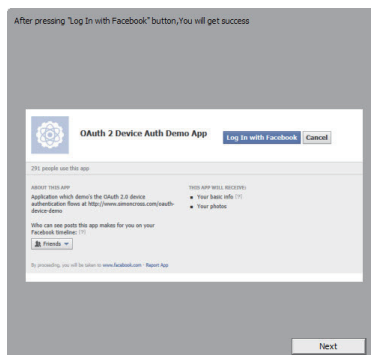 After pressing "Log In with Facebook" button,You will get success
OAuth 2 Device Auth Demo App
Log In with Facebook
Cancel
291 people use this app
ABOUT THIS APP
Application which demo's the OAuth 2.0 device
authentication flows at http://www.simoncross.com/oauth-
device-demo
Who can see posts this app makes for you on your
Facebook timeline: [?]
Friends
THIS APP WILL RECEIVE:
Your basic info [?]
Your photos
By proceeding, you will be taken to www.facebook.com · Report App
Next